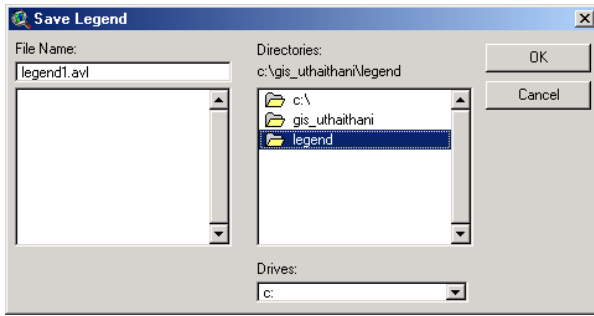 Save Legend
File Name:
legend1.avl
Directories:
c:\gis_uthaithani\legend
c:\
gis_uthaithani
legend
Drives:
c:
OK
Cancel